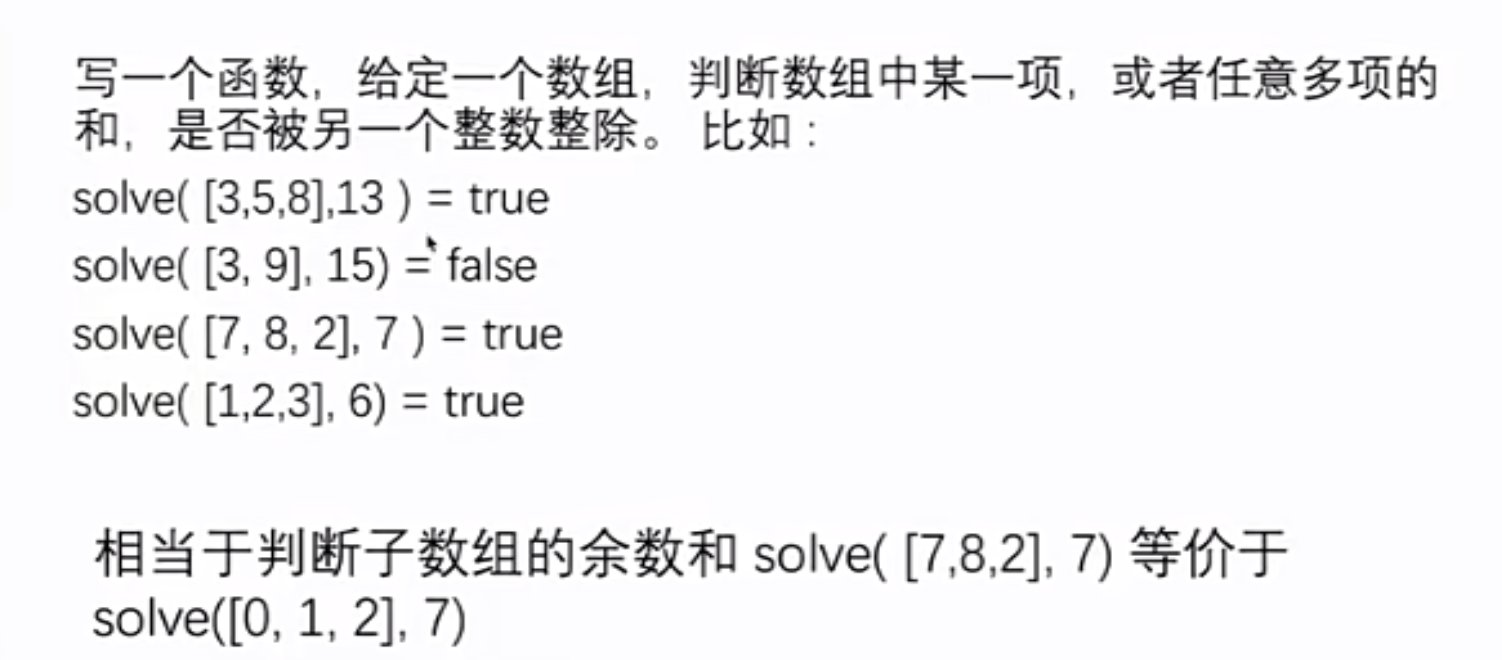 写一个函数，给定一个数组，判断数组中某一项，或者任意多项的
和，是否被另一个整数整除。 比如：
solve( [3,5,8],13 ) = true
solve( [3, 9], 15) = false
solve( [7, 8, 2], 7 ) = true
solve( [1,2,3], 6) = true
相当于判断子数组的余数和 solve( [7,8,2], 7) 等价于
solve([0, 1, 2], 7)